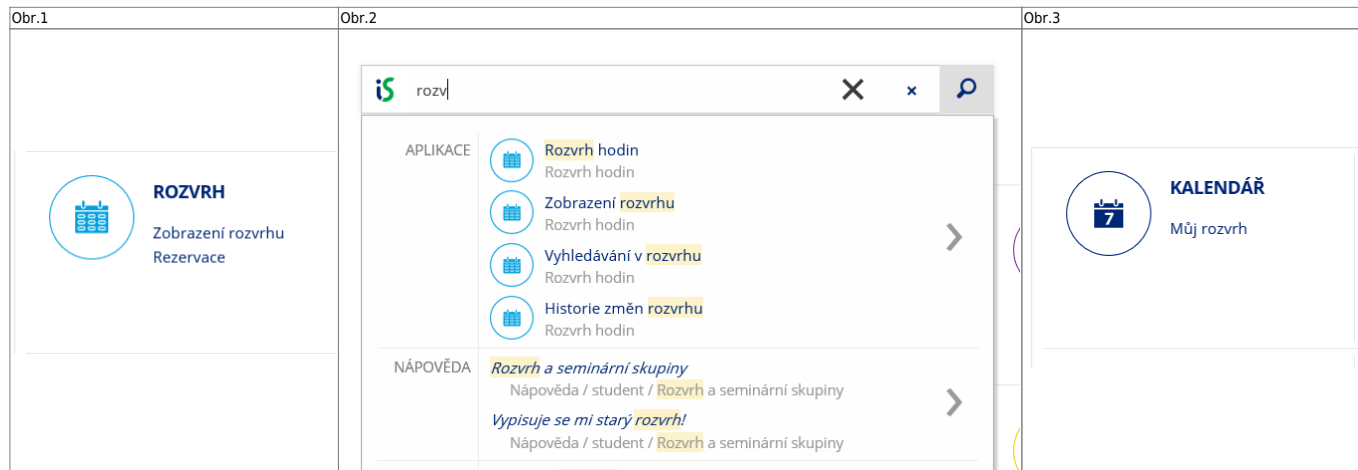 Obr.1
ROZVRH
Zobrazení rozvrhu
Rezervace
Obr.2
iS rozv
APLIKACE
Rozvrh hodin
Rozvrh hodin
Zobrazení rozvrhu
Rozvrh hodin
Vyhledávání v rozvrhu
Rozvrh hodin
Historie změn rozvrhu
Rozvrh hodin
NÁPOVĚDA
Rozvrh a seminární skupiny
Nápověda / student / Rozvrh a seminární skupiny
Vypisuje se mi starý rozvrh!
Nápověda / student / Rozvrh a seminární skupiny
Obr.3
7
KALENDÁŘ
Můj rozvrh